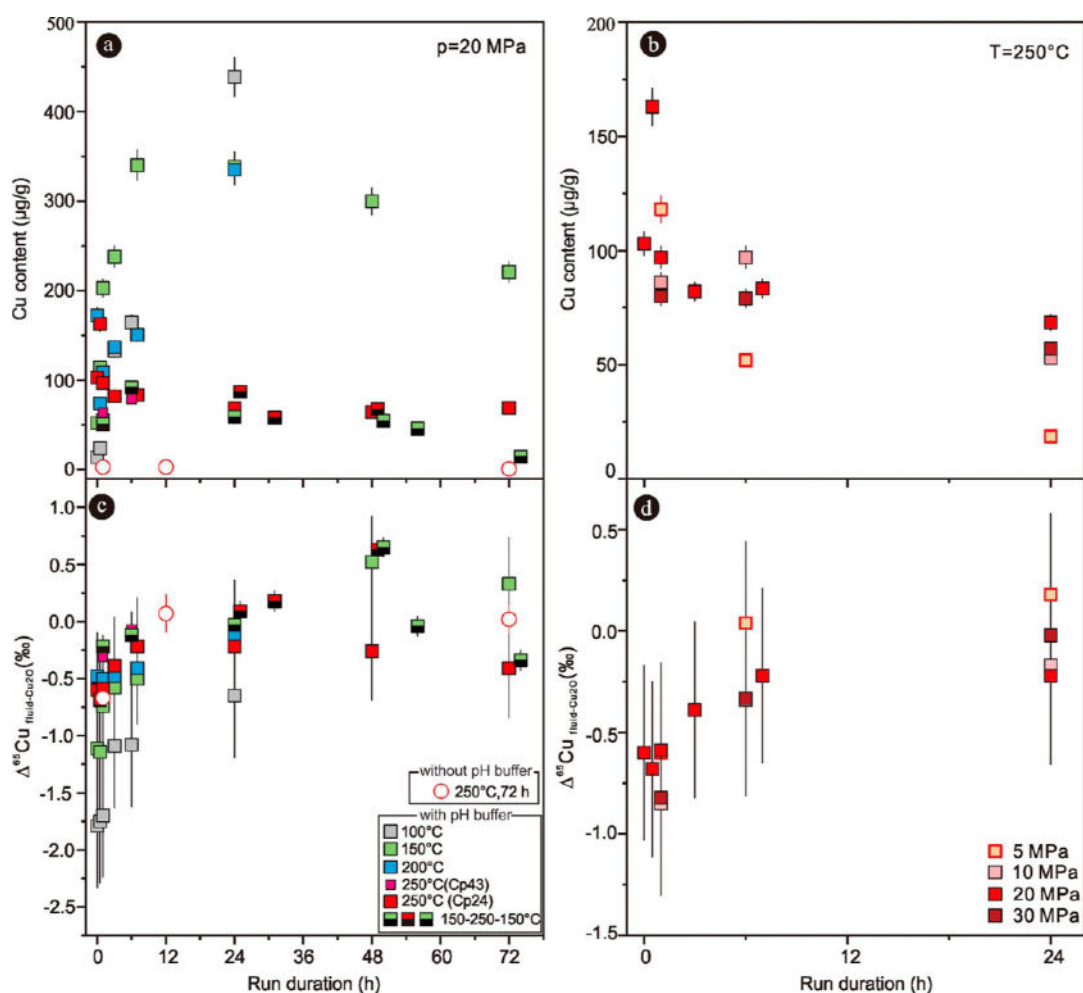 a
p=20 MPa
Cu content (µg/g)
500
400
300
200
100
0
b
T=250°C
Cu content (µg/g)
200
150
100
50
0
c
Δ⁶⁵Cu fluid-Cu2O (‰)
1.0
0.5
0.0
-0.5
-1.0
-1.5
-2.0
-2.5
without pH buffer
250°C,72 h
with pH buffer
100°C
150°C
200°C
250°C(Cp43)
250°C (Cp24)
150-250-150°C
0 12 24 36 48 60 72
Run duration (h)
d
Δ⁶⁵Cu fluid-Cu2O (‰)
0.5
0.0
-0.5
-1.0
-1.5
5 MPa
10 MPa
20 MPa
30 MPa
0 12 24
Run duration (h)